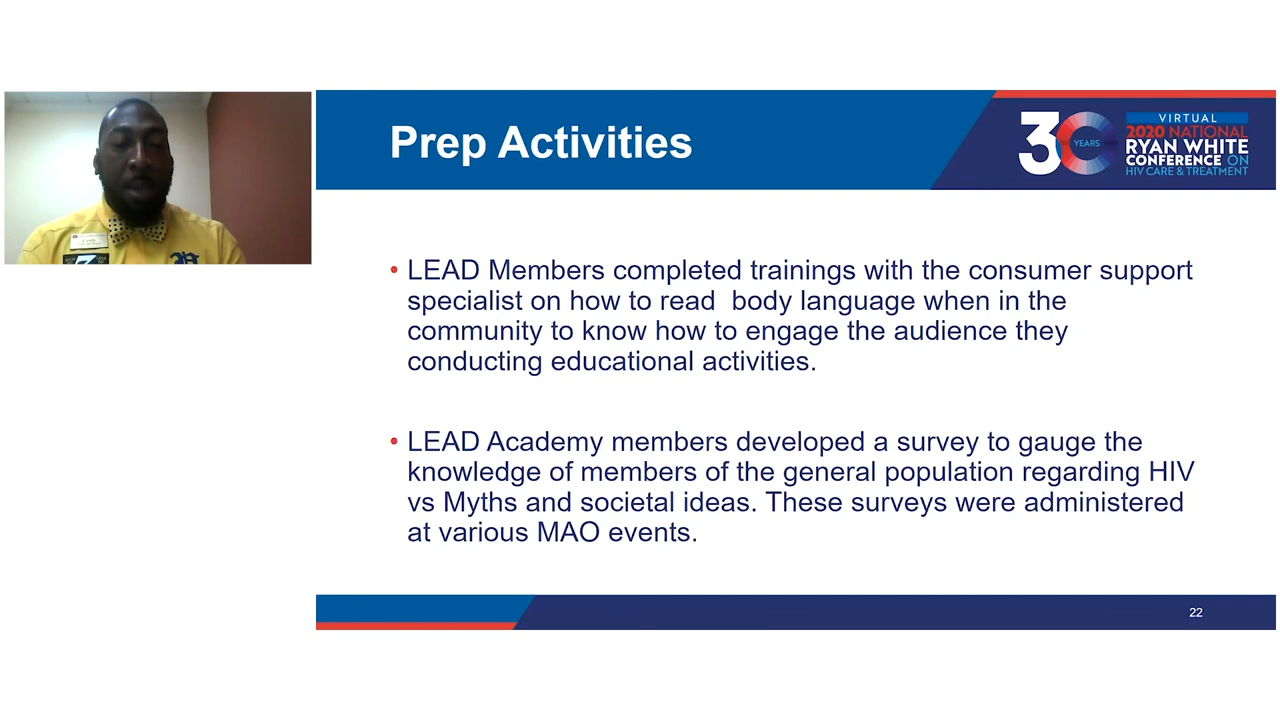 Prep Activities
30
YEARS
VIRTUAL
2020 NATIONAL
RYAN WHITE
CONFERENCE ON
HIV CARE & TREATMENT
• LEAD Members completed trainings with the consumer support
specialist on how to read  body language when in the
community to know how to engage the audience they
conducting educational activities.
• LEAD Academy members developed a survey to gauge the
knowledge of members of the general population regarding HIV
vs Myths and societal ideas. These surveys were administered
at various MAO events.
22